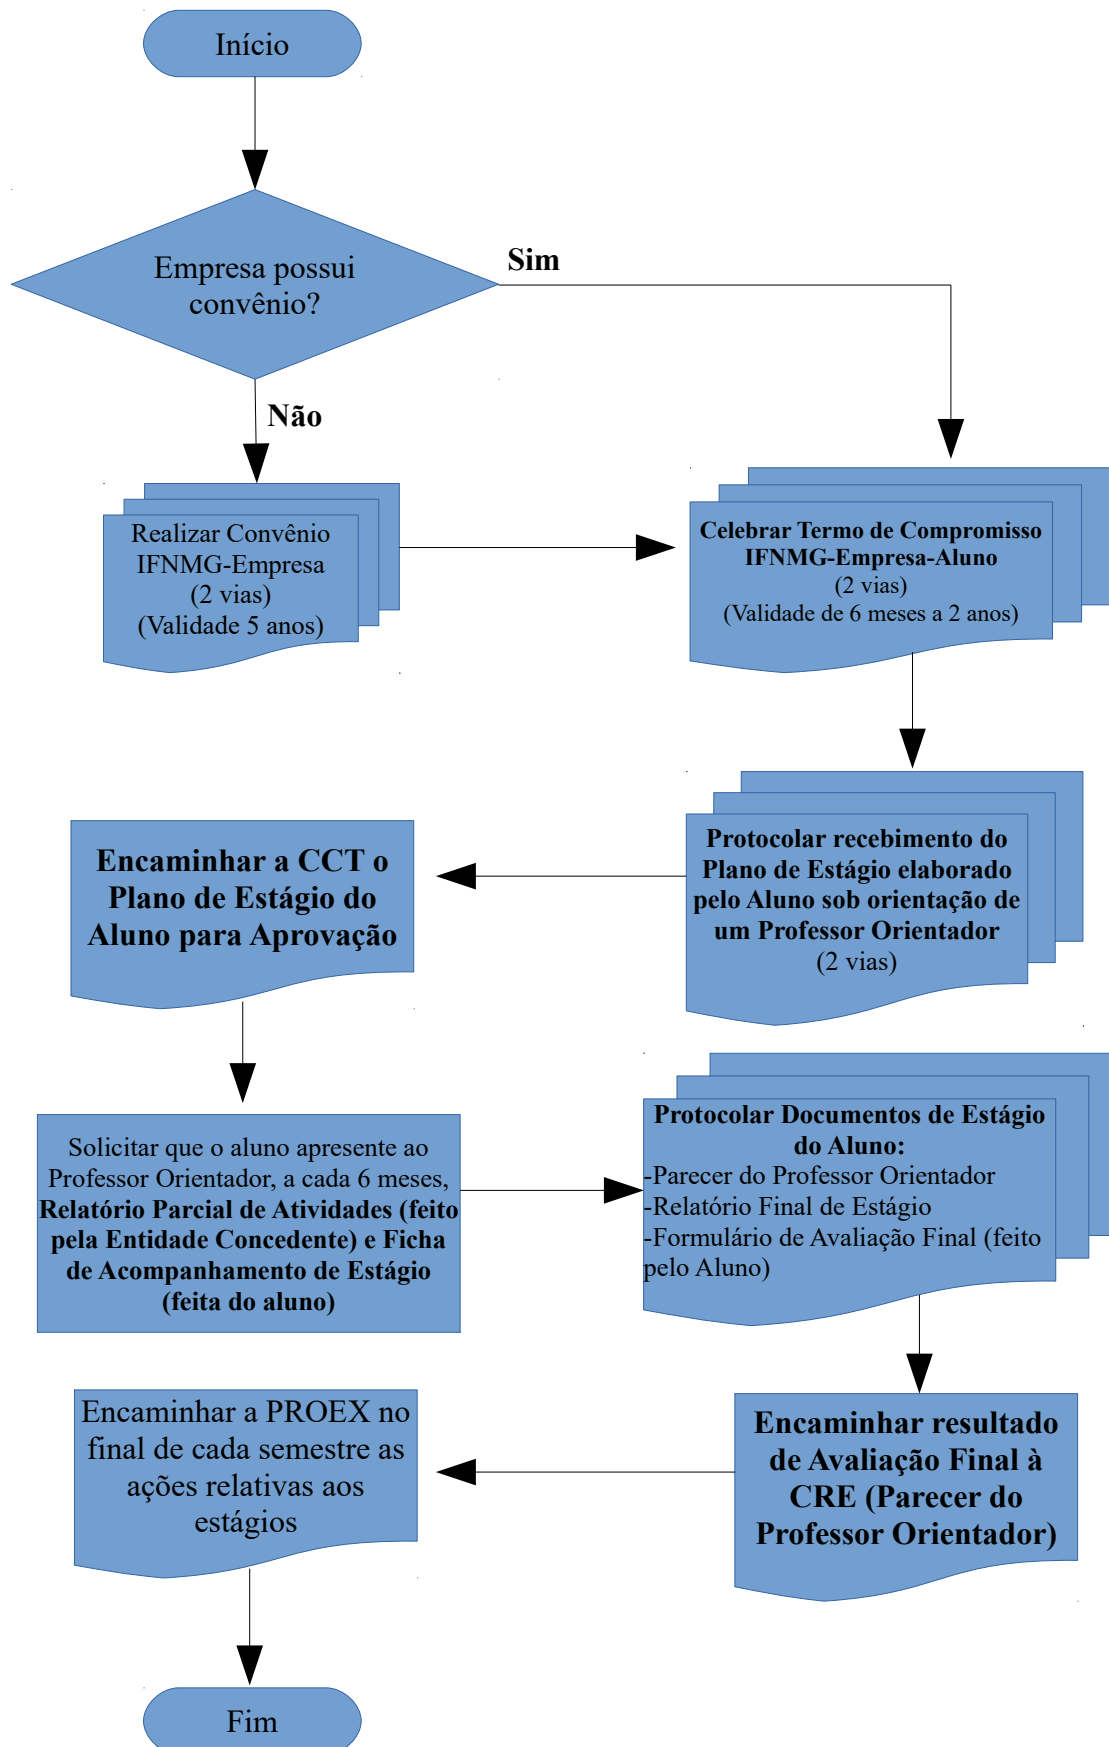 Início
Empresa possui
convênio?
Sim
Não
Realizar Convênio
IFNMG-Empresa
(2 vias)
(Validade 5 anos)
Celebrar Termo de Compromisso
IFNMG-Empresa-Aluno
(2 vias)
(Validade de 6 meses a 2 anos)
Protocolar recebimento do
Plano de Estágio elaborado
pelo Aluno sob orientação de
um Professor Orientador
(2 vias)
Encaminhar a CCT o
Plano de Estágio do
Aluno para Aprovação
Solicitar que o aluno apresente ao
Professor Orientador, a cada 6 meses,
Relatório Parcial de Atividades (feito
pela Entidade Concedente) e Ficha
de Acompanhamento de Estágio
(feita do aluno)
Protocolar Documentos de Estágio
do Aluno:
-Parecer do Professor Orientador
-Relatório Final de Estágio
-Formulário de Avaliação Final (feito
pelo Aluno)
Encaminhar resultado
de Avaliação Final à
CRE (Parecer do
Professor Orientador)
Encaminhar a PROEX no
final de cada semestre as
ações relativas aos
estágios
Fim